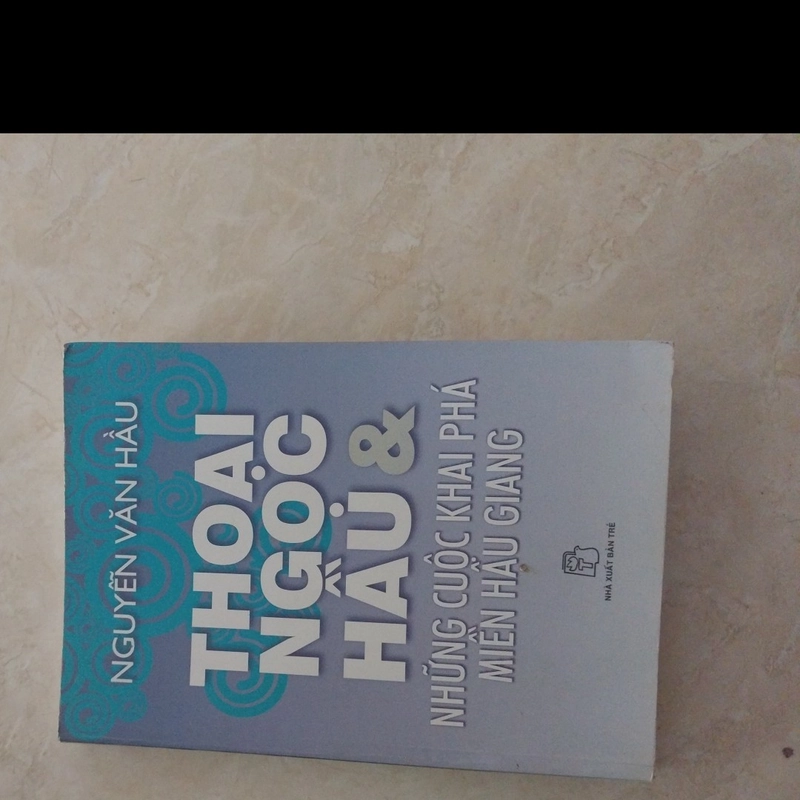 NGUYỄN VĂN HẦU
THOẠI
NGỌC
HẦU &
NHỮNG CUỘC KHAI PHÁ
MIỀN HẬU GIANG
NHÀ XUẤT BẢN TRẺ